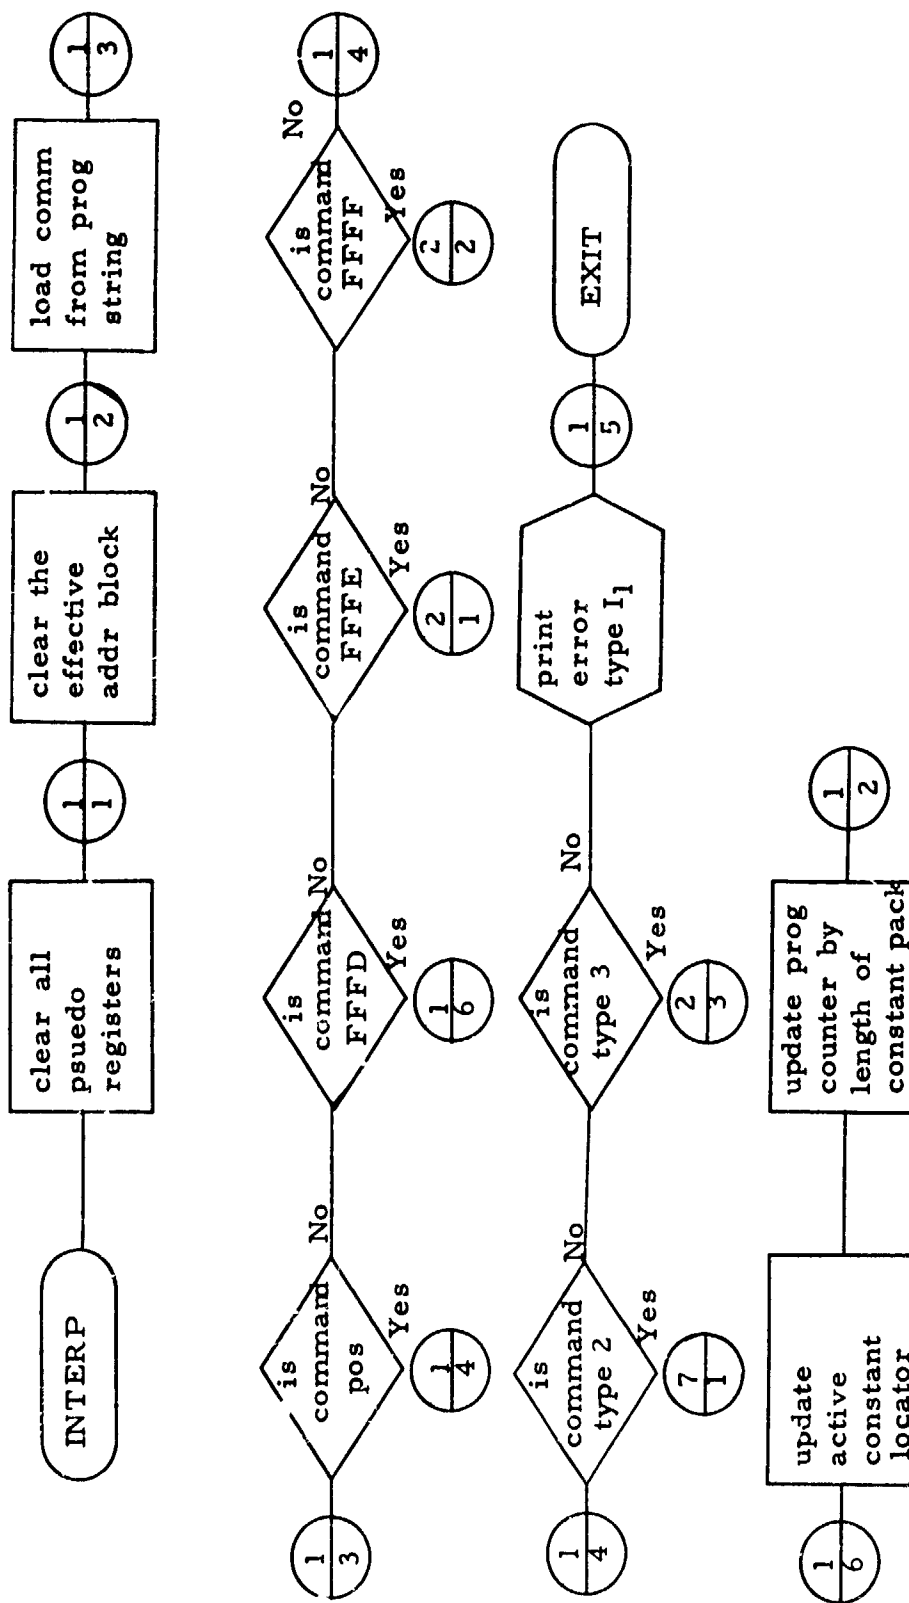 INTERP
clear all
psuedo
registers
1
1
clear the
effective
addr block
1
2
load comm
from prog
string
1
3
1
3
is
command
pos
No
Yes
1
4
is
command
FFFD
No
Yes
1
6
is
command
FFFE
No
Yes
2
1
is
command
FFFF
No
Yes
2
2
1
4
1
4
is
command
type 2
No
Yes
7
1
is
command
type 3
No
Yes
2
3
print
error
type I1
1
5
EXIT
1
6
update
active
constant
locator
update prog
counter by
length of
constant pack
1
2